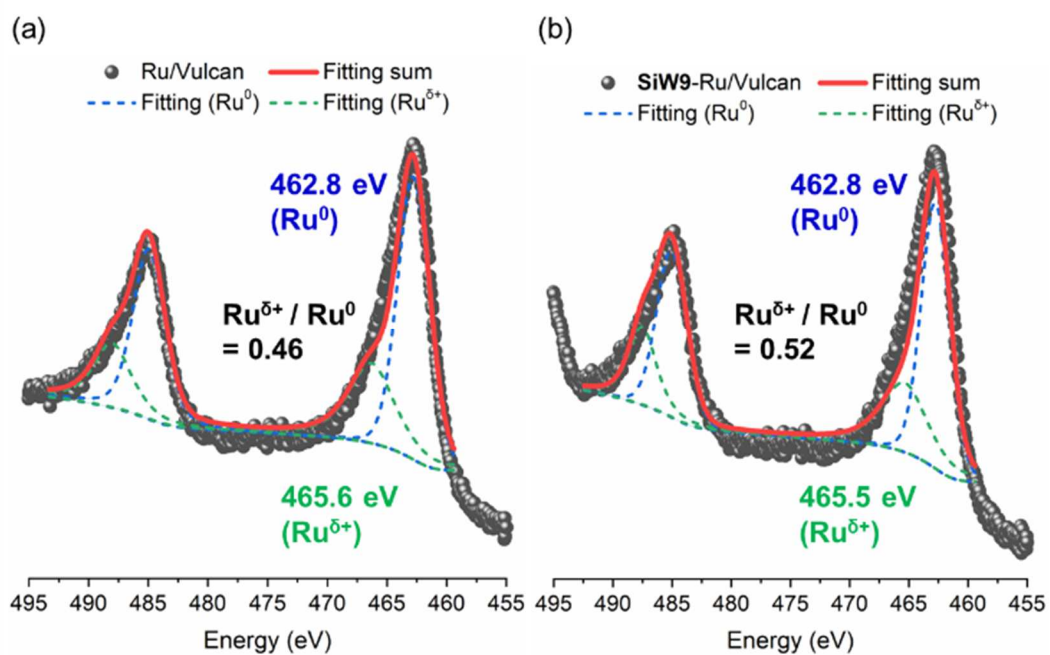 (a)
Ru/Vulcan Fitting sum
Fitting (Ru⁰) Fitting (Ruᵟ⁺)
462.8 eV
(Ru⁰)
Ruᵟ⁺ / Ru⁰
= 0.46
465.6 eV
(Ruᵟ⁺)
495 490 485 480 475 470 465 460 455
Energy (eV)
(b)
SiW9-Ru/Vulcan Fitting sum
Fitting (Ru⁰) Fitting (Ruᵟ⁺)
462.8 eV
(Ru⁰)
Ruᵟ⁺ / Ru⁰
= 0.52
465.5 eV
(Ruᵟ⁺)
495 490 485 480 475 470 465 460 455
Energy (eV)